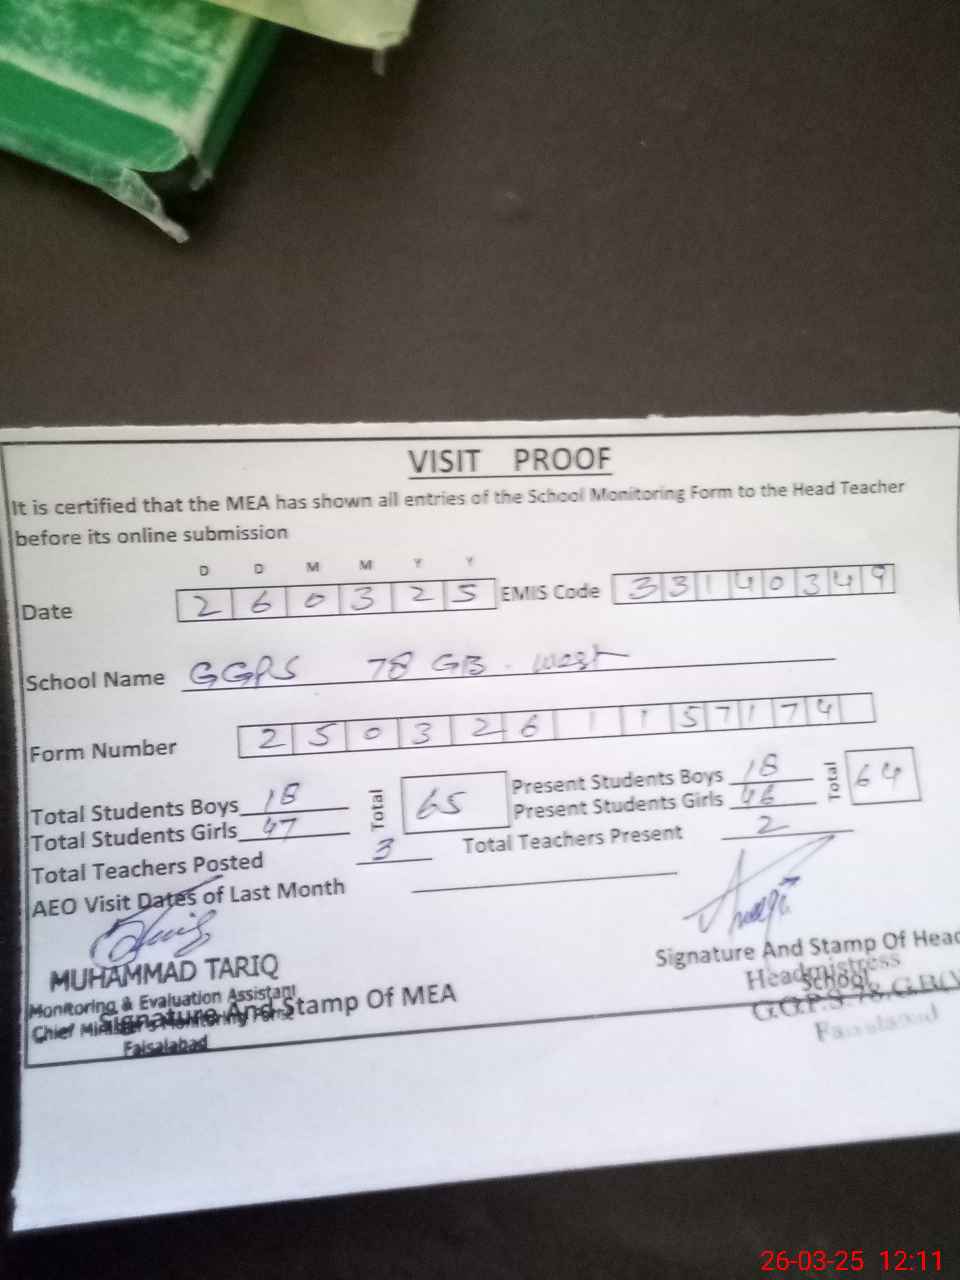 VISIT PROOF
It is certified that the MEA has shown all entries of the School Monitoring Form to the Head Teacher
before its online submission
D D M M Y Y
Date 2 6 0 3 2 5 EMIS Code 3 3 1 4 0 3 4 9
School Name GGPS 78 GB. West
Form Number 2 5 0 3 2 6 1 1 5 7 1 7 4
Total Students Boys 18 Total 65 Present Students Boys 18 Total 64
Total Students Girls 47 Present Students Girls 46
Total Teachers Posted 3 Total Teachers Present 2
AEO Visit Dates of Last Month
MUHAMMAD TARIQ
Monitoring & Evaluation Assistant
Chief Minister's Monitoring Force
Signature And Stamp Of MEA
Faisalabad
Signature And Stamp Of Head
Headmistress
School
G.G.P.S. 78, G.B(W
Faisalabad
26-03-25 12:11